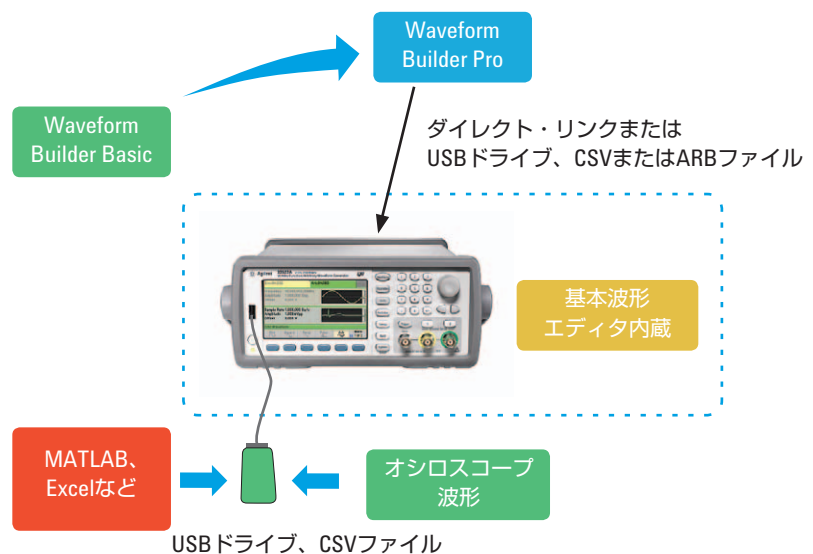 Waveform
Builder Pro
Waveform
Builder Basic
ダイレクト・リンクまたは
USBドライブ、CSVまたはARBファイル
Agilent
基本波形
エディタ内蔵
MATLAB、
Excelなど
オシロスコープ
波形
USBドライブ、CSVファイル